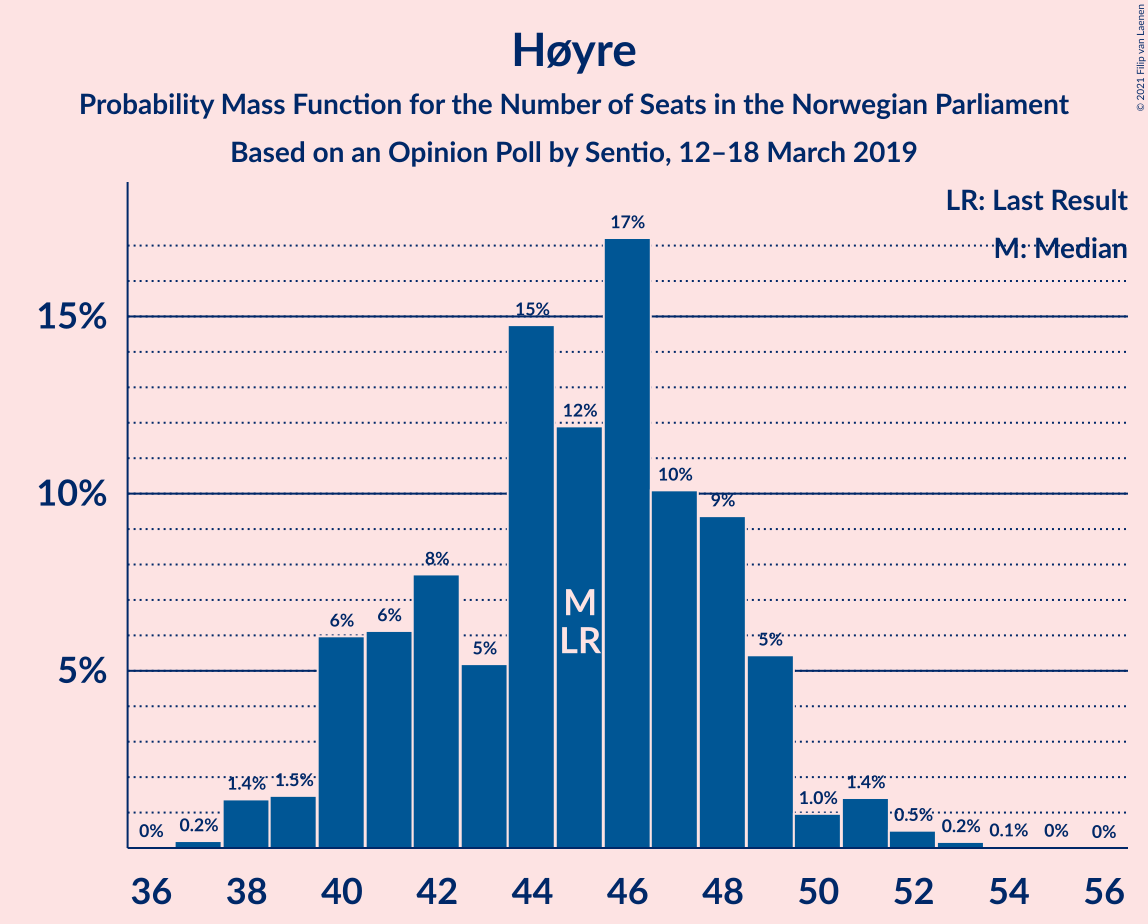 Høyre
Probability Mass Function for the Number of Seats in the Norwegian Parliament
Based on an Opinion Poll by Sentio, 12–18 March 2019
© 2021 Filip van Laenen
LR: Last Result
M: Median
15%
10%
5%
0%
0.2%
1.4%
1.5%
6%
6%
8%
5%
15%
12%
17%
10%
9%
5%
1.0%
1.4%
0.5%
0.2%
0.1%
0%
0%
M
LR
36 38 40 42 44 46 48 50 52 54 56